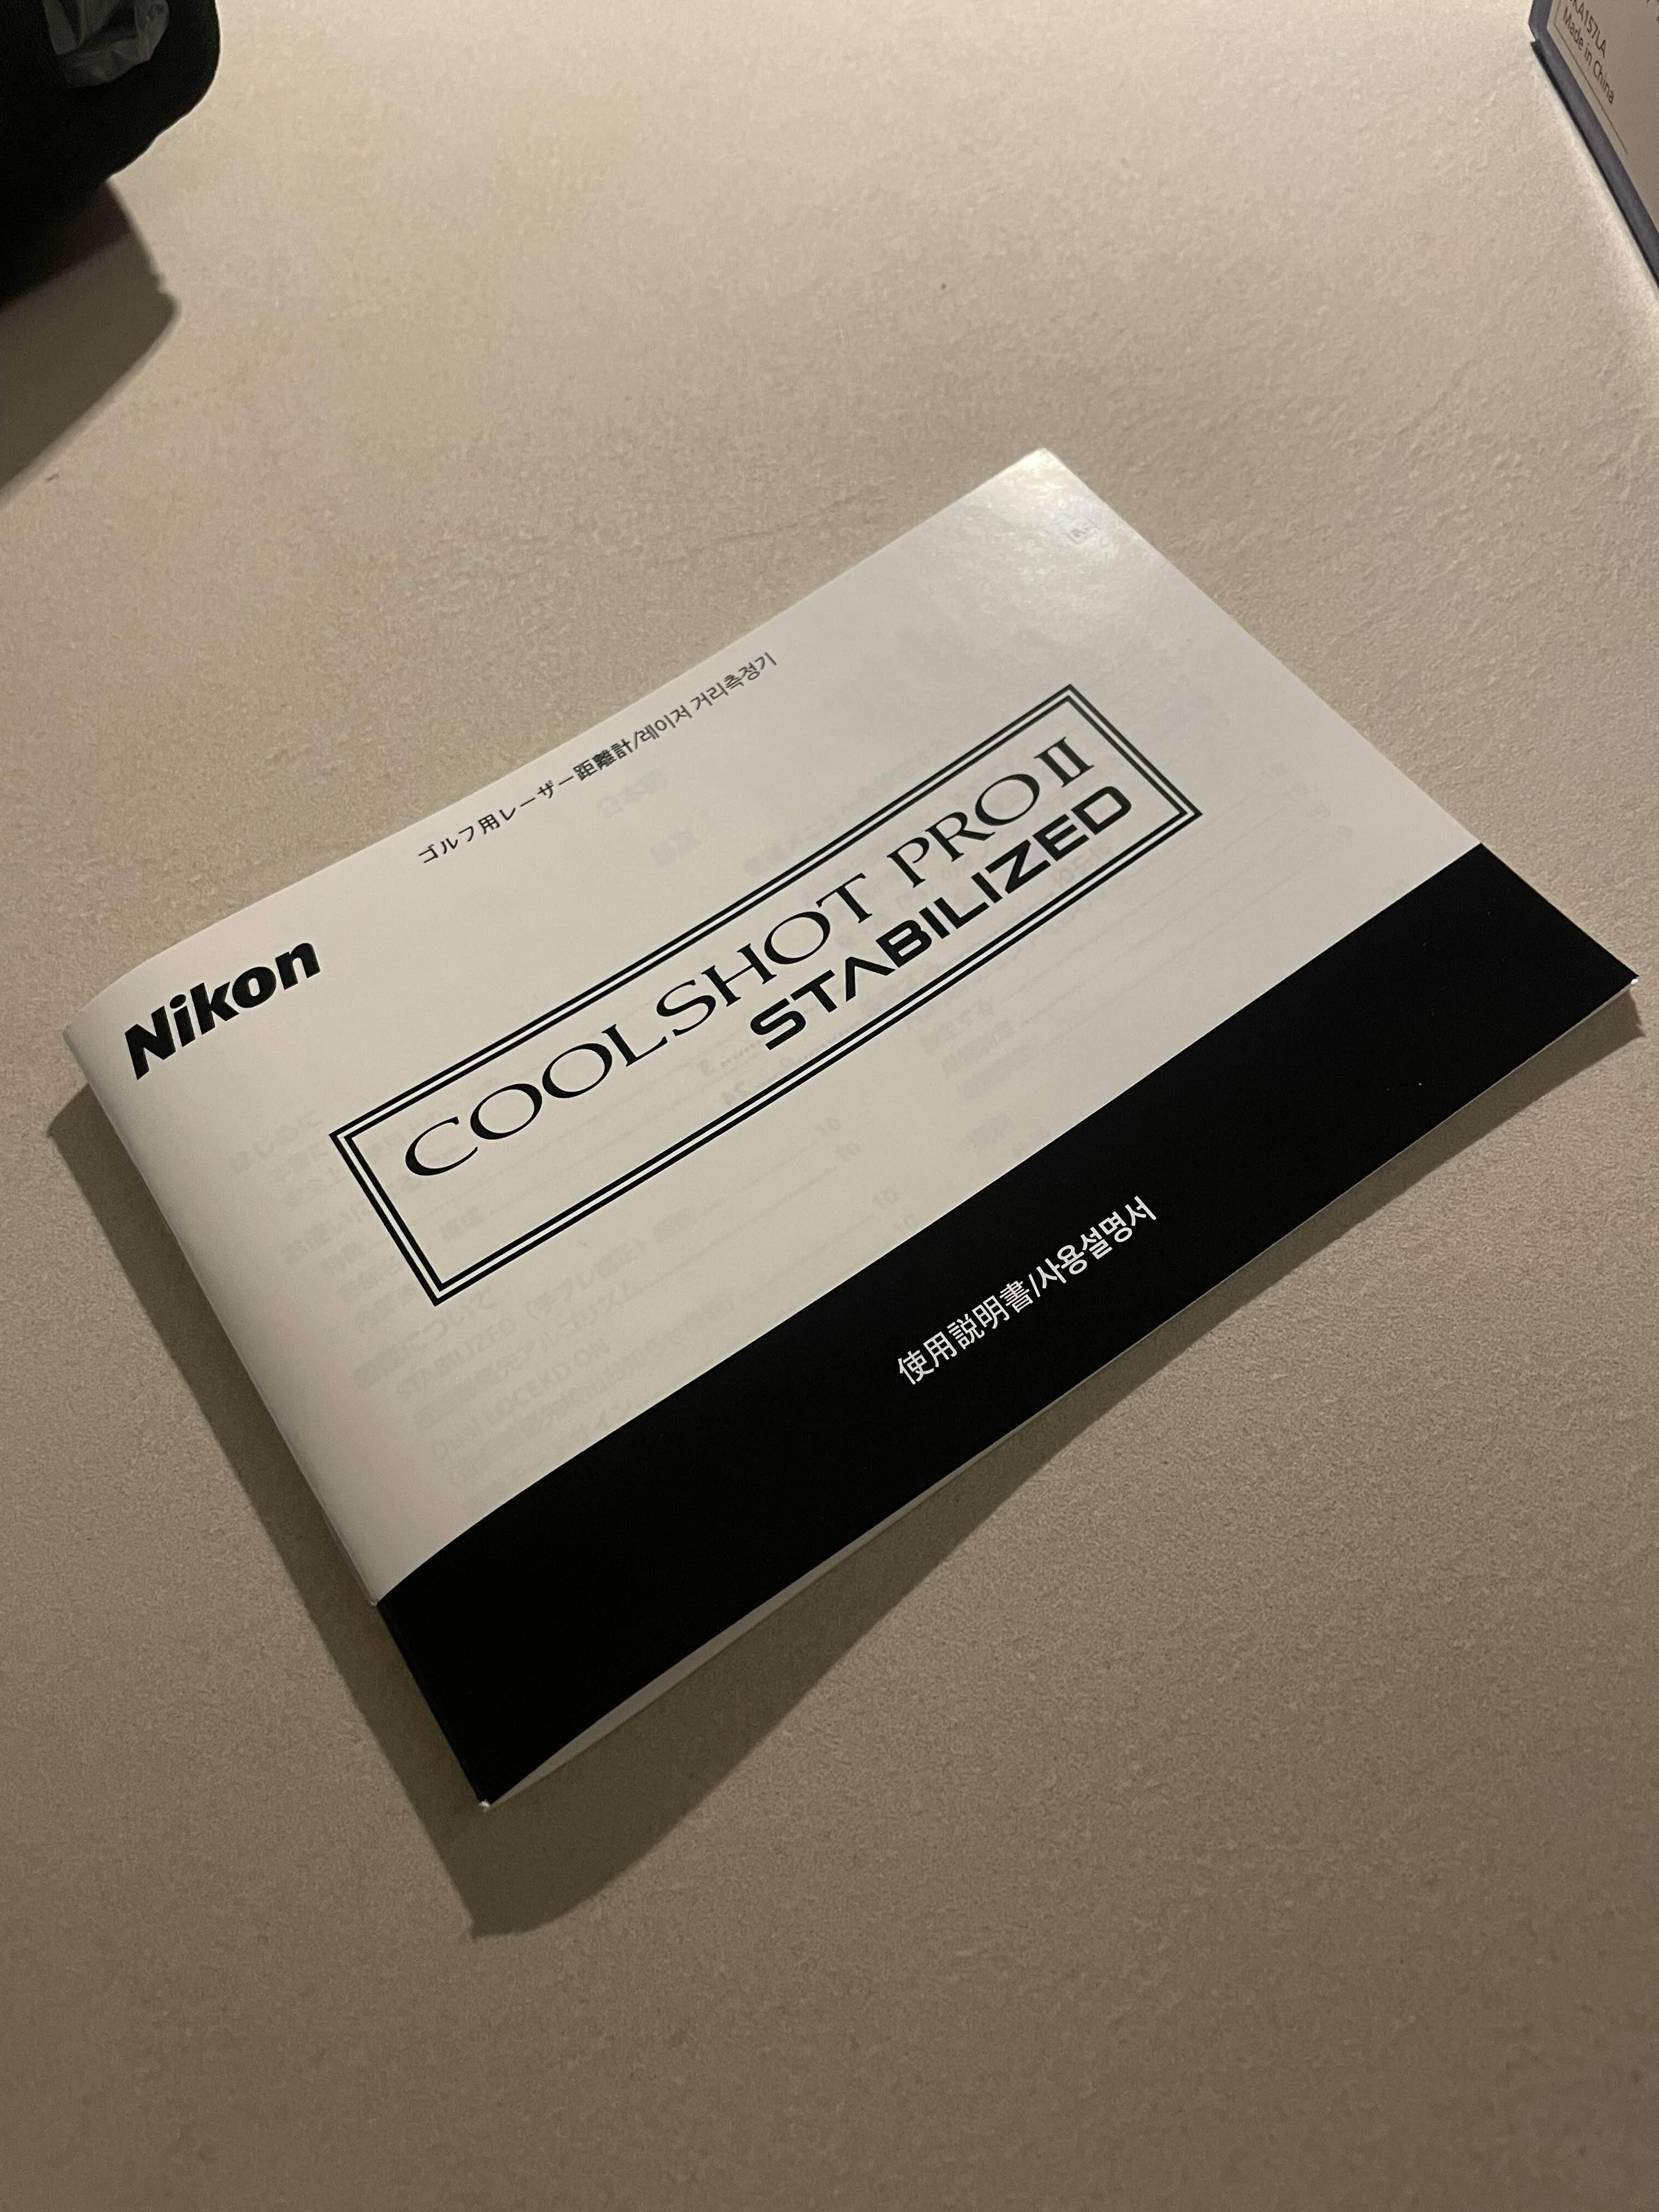 Nikon
ゴルフ用レーザー距離計/레이저 거리측정기
COOLSHOT PRO II
STABILIZED
使用説明書/사용설명서
Made in China